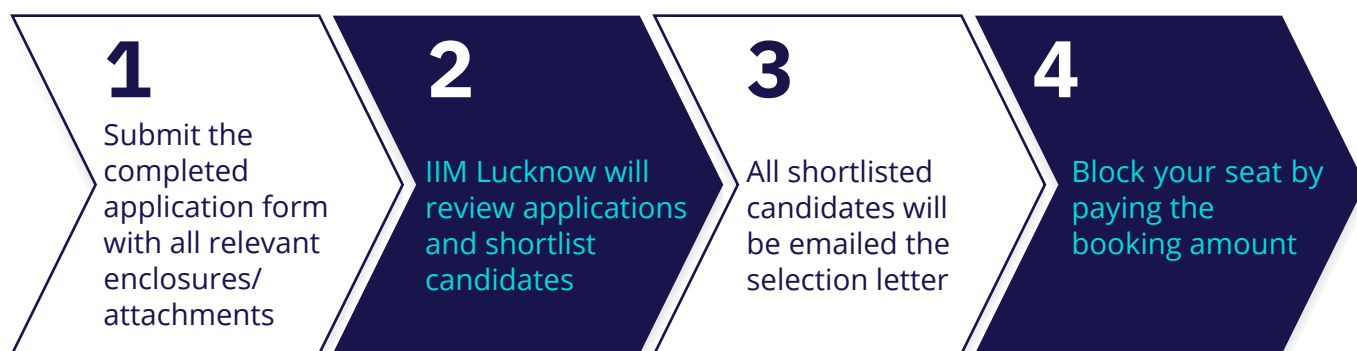 1
Submit the
completed
application form
with all relevant
enclosures/
attachments
2
IIM Lucknow will
review applications
and shortlist
candidates
3
All shortlisted
candidates will
be emailed the
selection letter
4
Block your seat by
paying the
booking amount